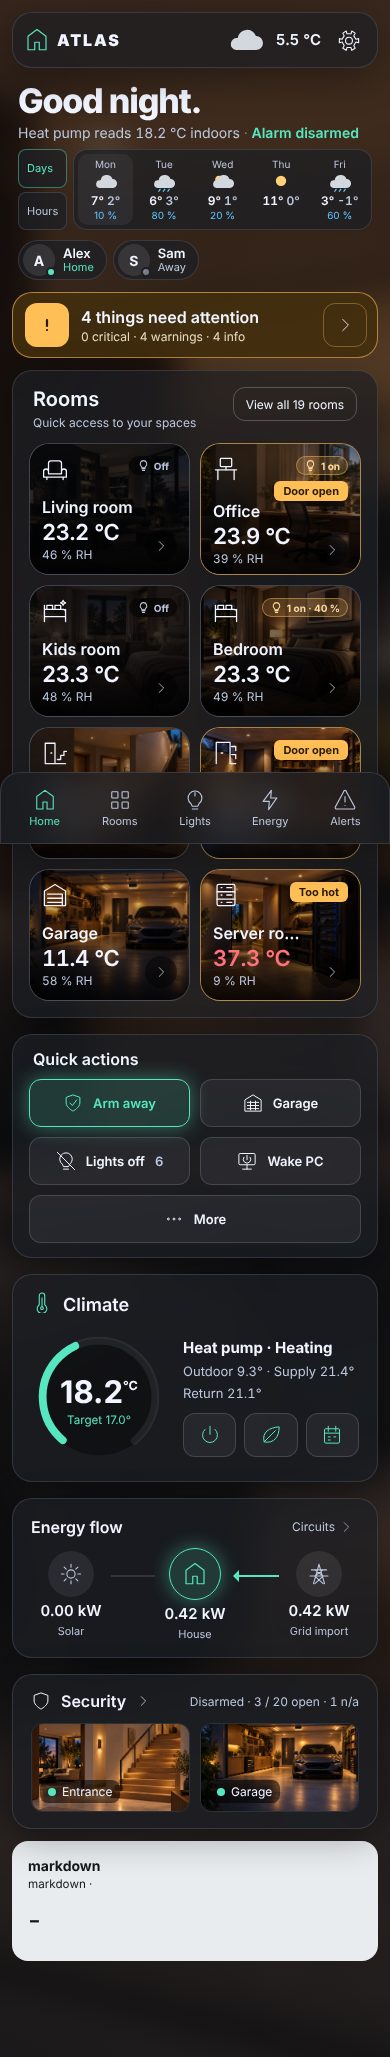 ATLAS
5.5 °C
Good night.
Heat pump reads 18.2 °C indoors · Alarm disarmed
Days
Hours
Mon Tue Wed Thu Fri
7° 2° 6° 3° 9° 1° 11° 0° 3° -1°
10 % 80 % 20 % 60 %
A Alex
Home
S Sam
Away
! 4 things need attention
0 critical · 4 warnings · 4 info
Rooms
Quick access to your spaces
View all 19 rooms
Off
Living room
23.2 °C
46 % RH
1 on
Door open
Office
23.9 °C
39 % RH
Off
Kids room
23.3 °C
48 % RH
1 on · 40 %
Bedroom
23.3 °C
49 % RH
Door open
Home Rooms Lights Energy Alerts
Garage
11.4 °C
58 % RH
Too hot
Server ro...
37.3 °C
9 % RH
Quick actions
Arm away
Garage
Lights off 6
Wake PC
More
Climate
18.2°C
Target 17.0°
Heat pump · Heating
Outdoor 9.3° · Supply 21.4°
Return 21.1°
Energy flow
Circuits
0.00 kW
Solar
0.42 kW
House
0.42 kW
Grid import
Security
Disarmed · 3 / 20 open · 1 n/a
Entrance
Garage
markdown
markdown ·
–